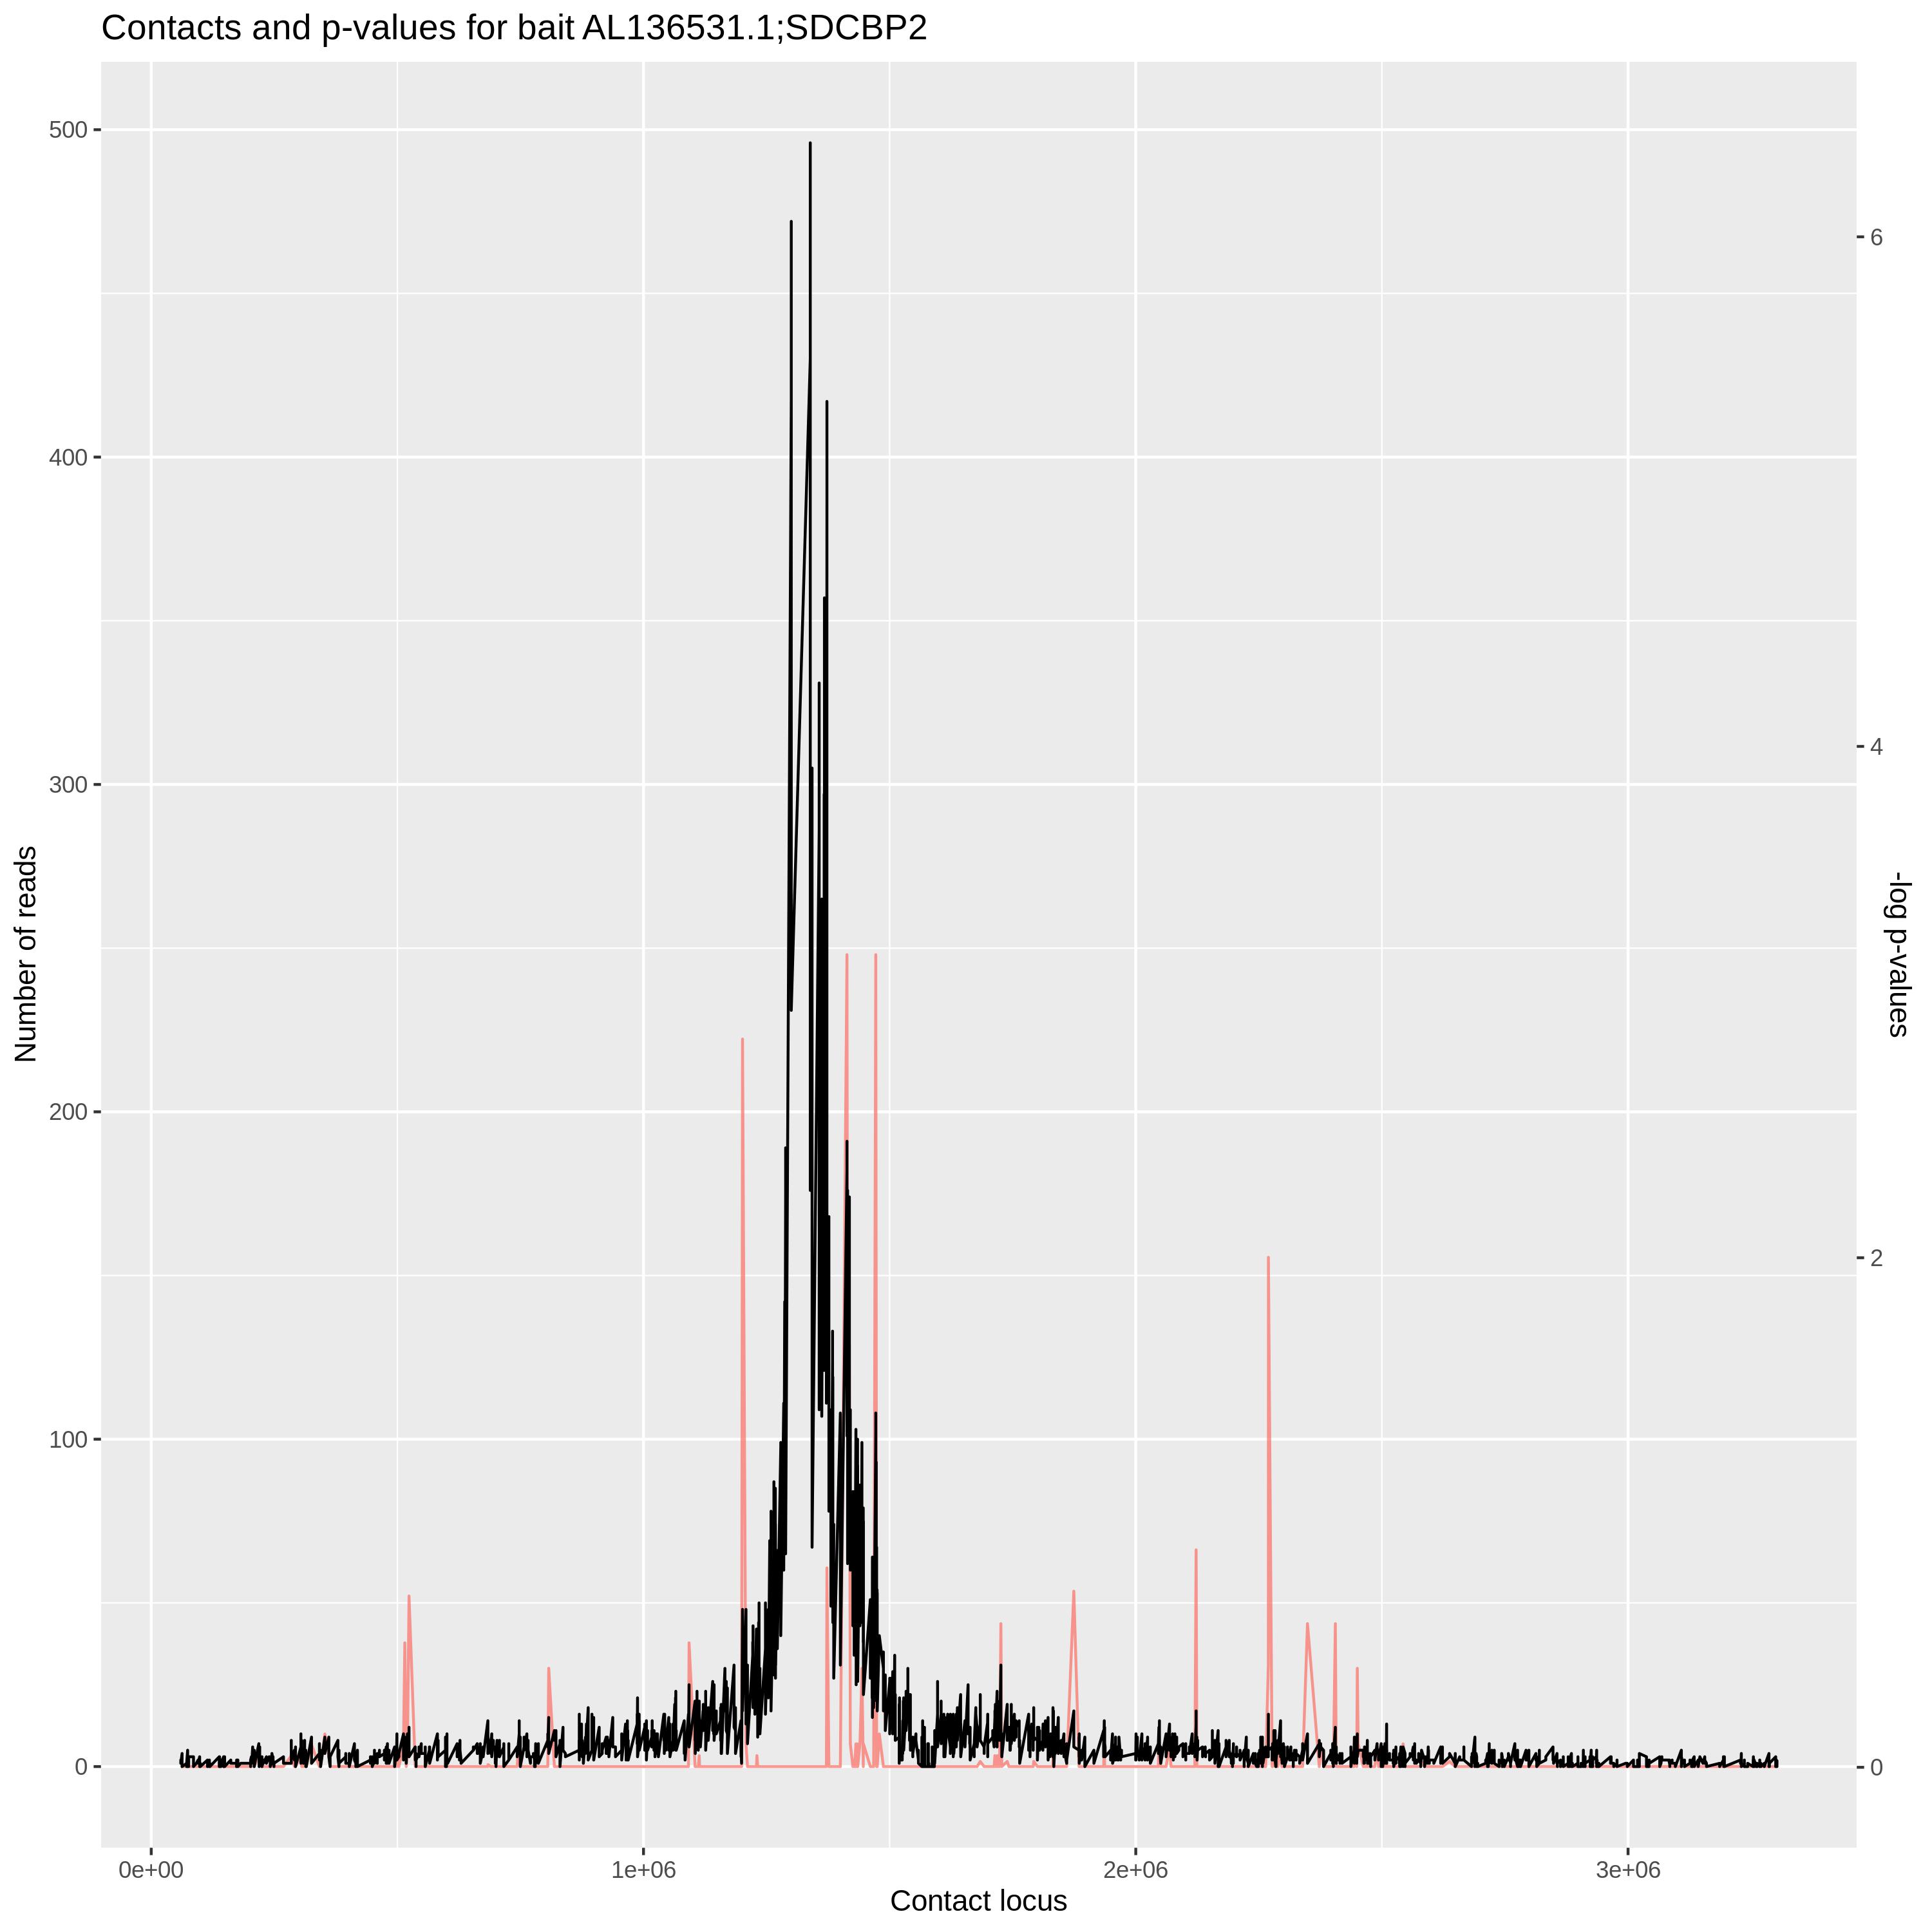 Contacts and p-values for bait AL136531.1;SDCBP2
500
400
300
200
100
0
Number of reads
6
4
2
0
-log p-values
0e+00
1e+06
2e+06
3e+06
Contact locus